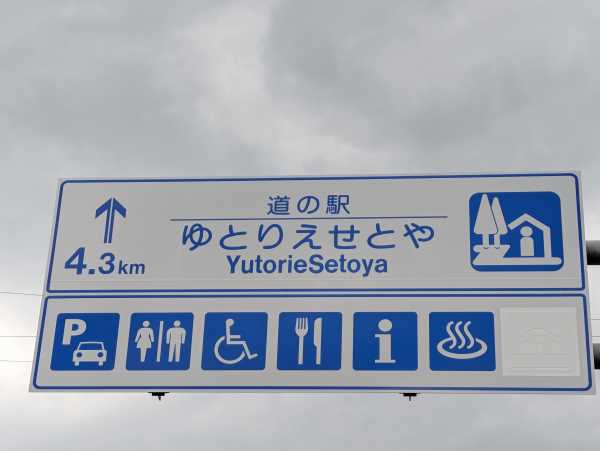 道の駅
ゆとりえせとや
YutorieSetoya
4.3km
P